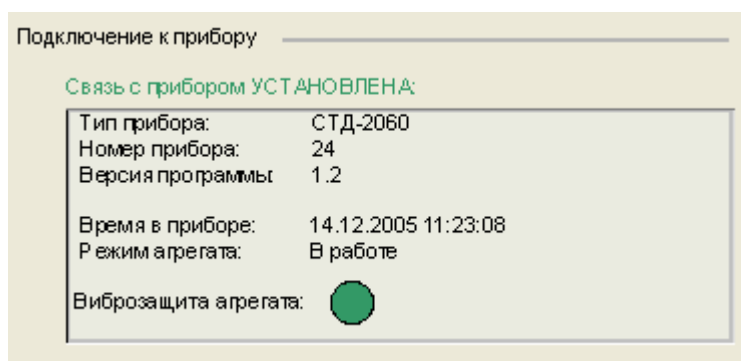 Подключение к прибору
Связь с прибором УСТАНОВЛЕНА:
Тип прибора: СТД-2060
Номер прибора: 24
Версия программы: 1.2
Время в приборе: 14.12.2005 11:23:08
Режим агрегата: В работе
Виброзащита агрегата: